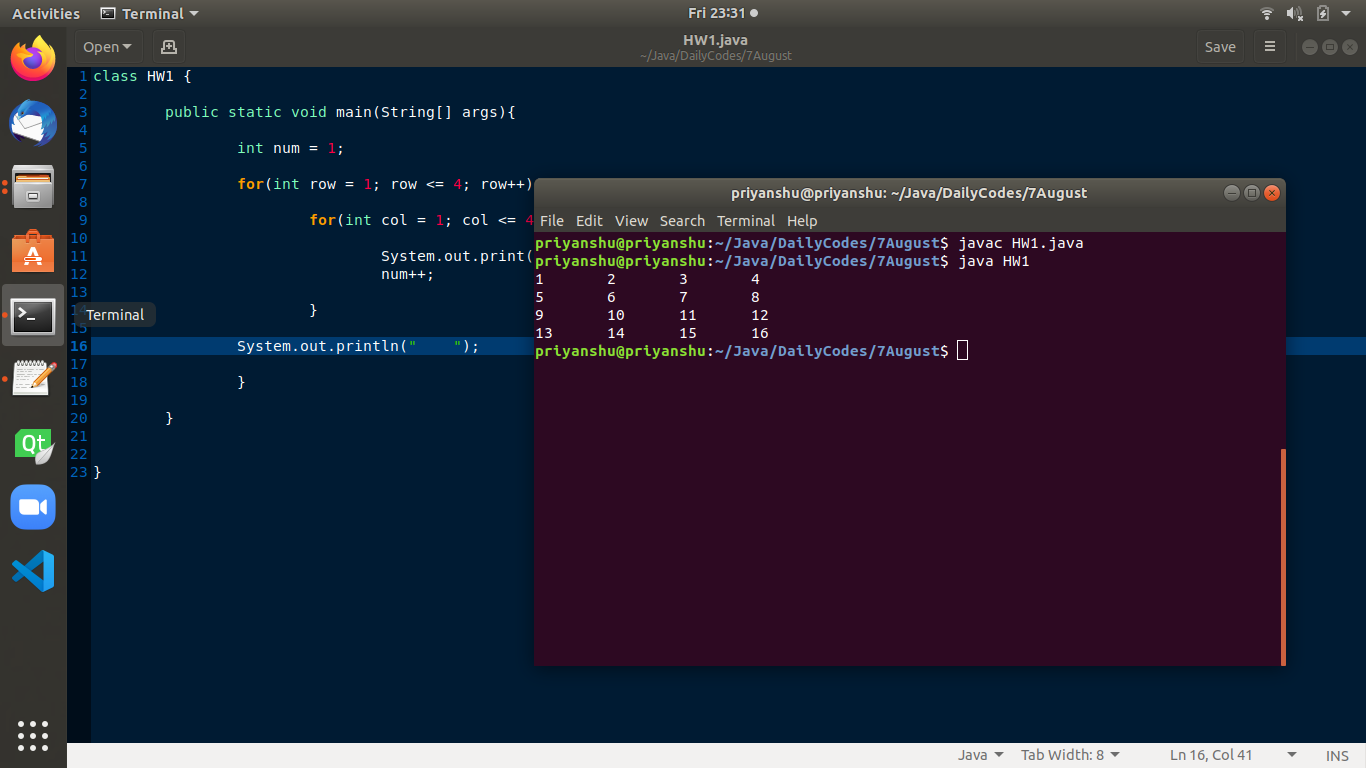 Activities Terminal Fri 23:31
Open HW1.java Save
~/Java/DailyCodes/7August
1 class HW1 {
2
3 public static void main(String[] args){
4
5 int num = 1;
6
7 for(int row = 1; row <= 4; row++)
8
9 for(int col = 1; col <= 4
10
11 System.out.print(
12 num++;
13
}
Terminal
15
16 System.out.println("    ");
17
18 }
19
20 }
21
22
23 }
priyanshu@priyanshu: ~/Java/DailyCodes/7August
File Edit View Search Terminal Help
priyanshu@priyanshu:~/Java/DailyCodes/7August$ javac HW1.java
priyanshu@priyanshu:~/Java/DailyCodes/7August$ java HW1
1 2 3 4
5 6 7 8
9 10 11 12
13 14 15 16
priyanshu@priyanshu:~/Java/DailyCodes/7August$
Qt
Java Tab Width: 8 Ln 16, Col 41 INS